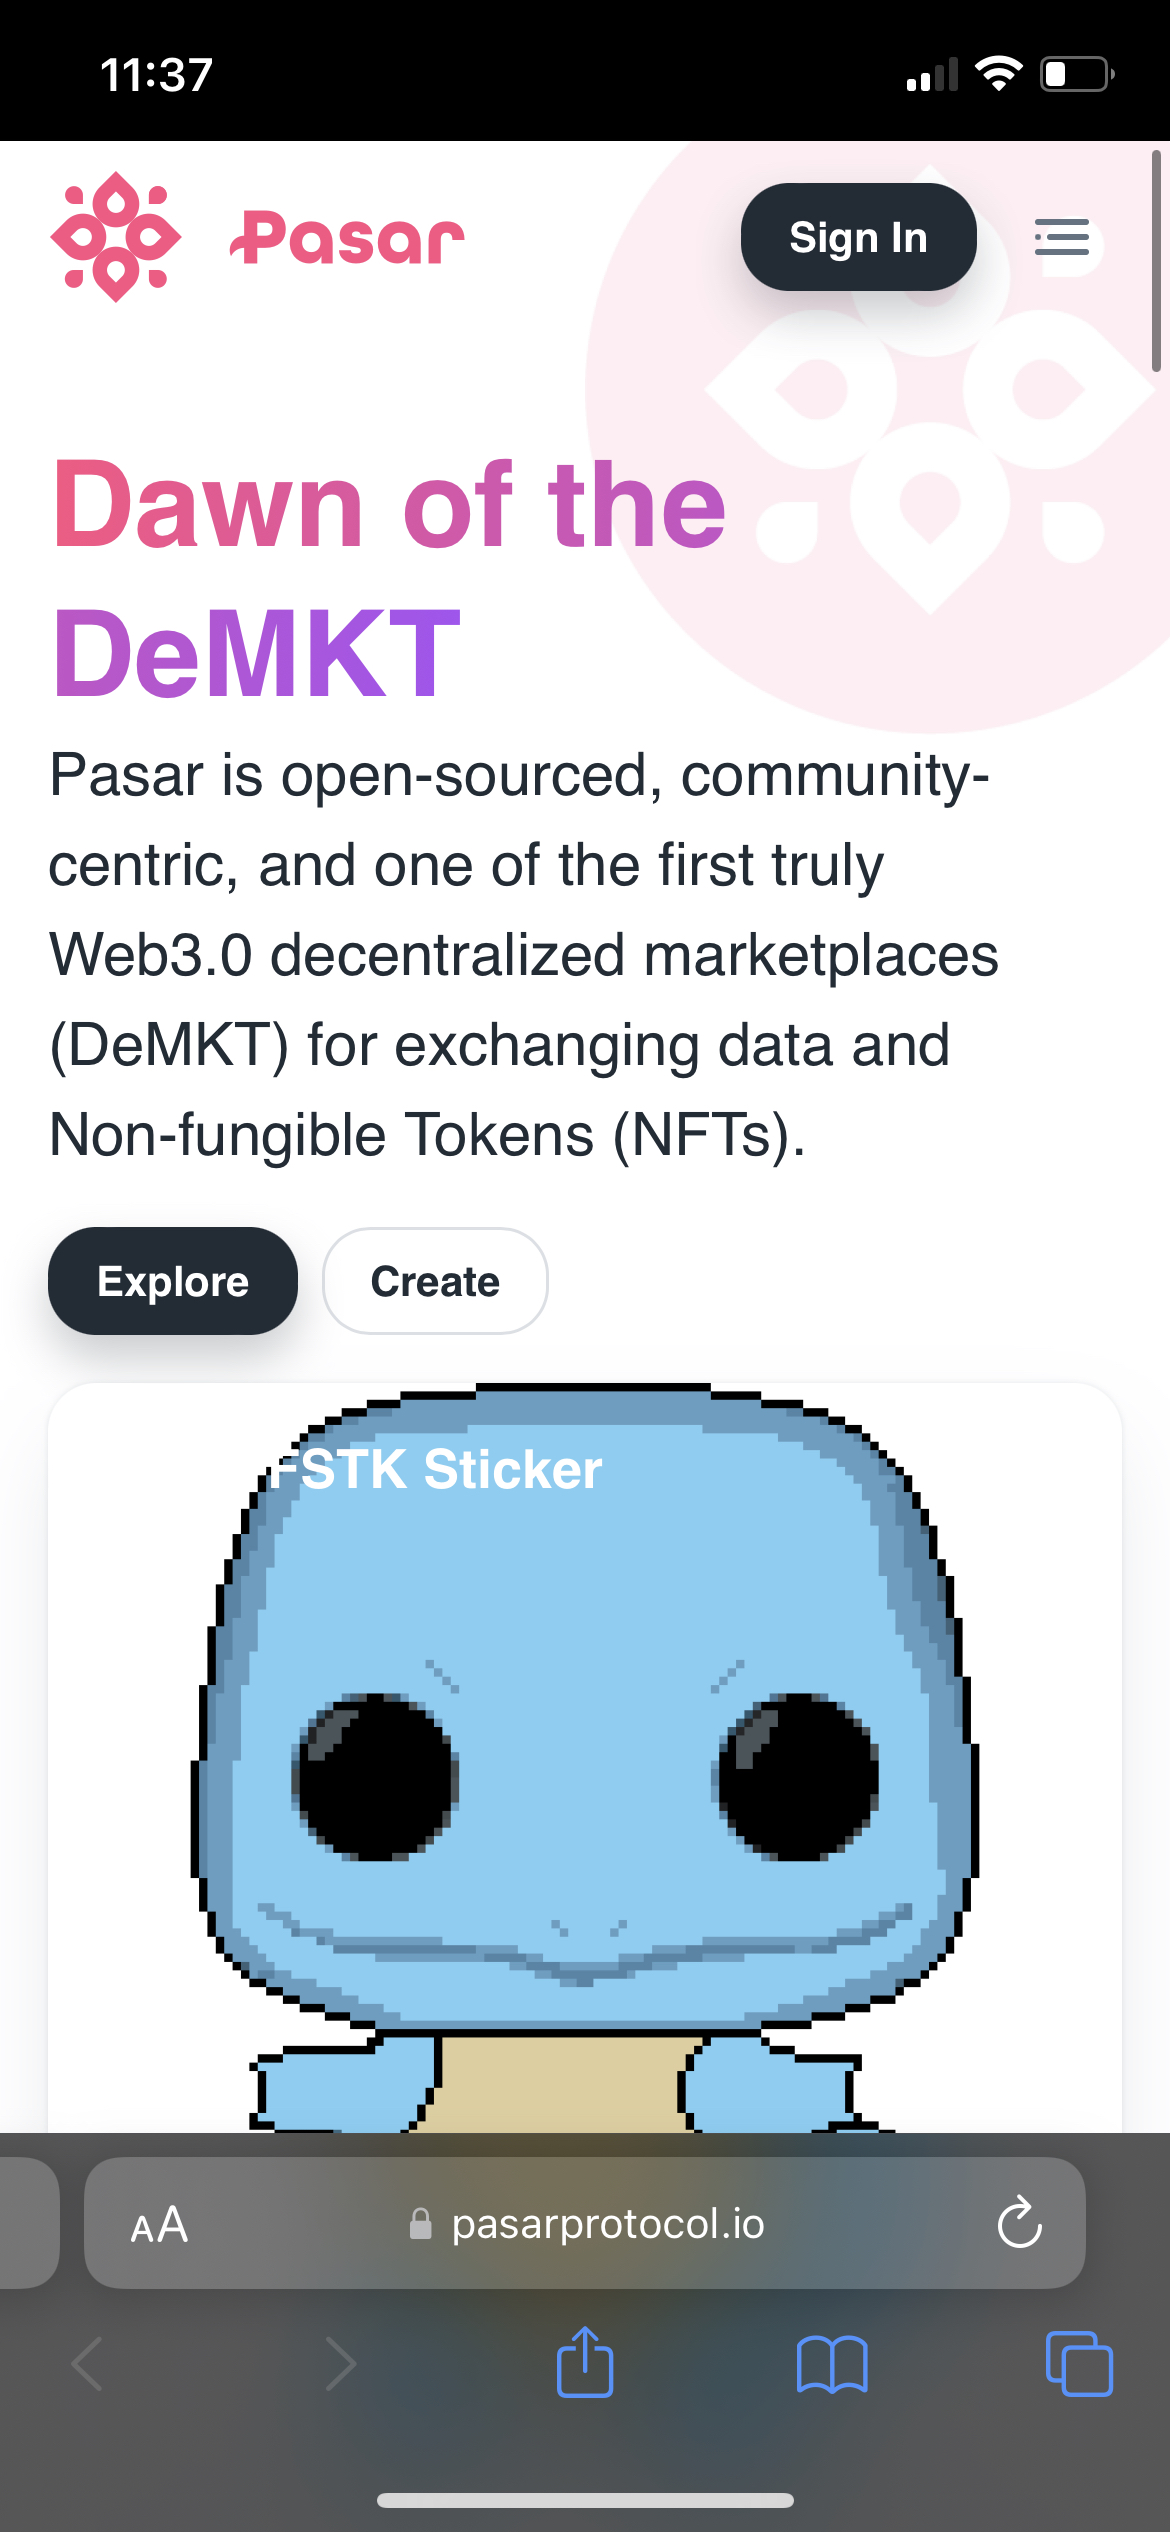 11:37
Pasar
Sign In
Dawn of the
DeMKT
Pasar is open-sourced, community-
centric, and one of the first truly
Web3.0 decentralized marketplaces
(DeMKT) for exchanging data and
Non-fungible Tokens (NFTs).
Explore
Create
FSTK Sticker
AA
pasarprotocol.io